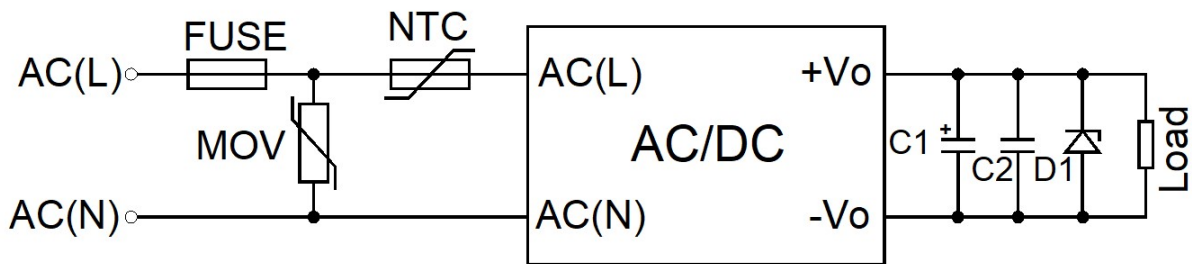 FUSE
NTC
AC(L)
AC(L)
+Vo
MOV
AC/DC
C1
+
C2
D1
Load
AC(N)
AC(N)
-Vo